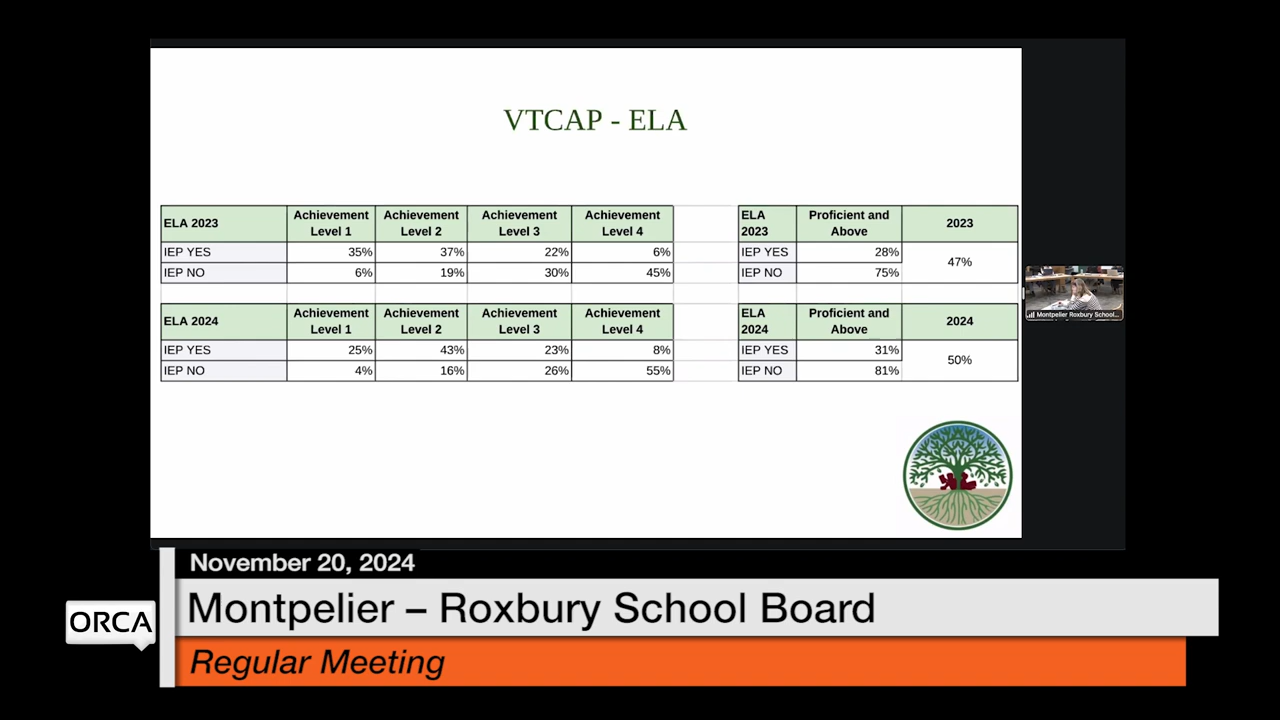 VTCAP - ELA
ELA 2023 Achievement Level 1 Achievement Level 2 Achievement Level 3 Achievement Level 4
IEP YES 35% 37% 22% 6%
IEP NO 6% 19% 30% 45%
ELA 2023 Proficient and Above 2023
IEP YES 28% 47%
IEP NO 75%
ELA 2024 Achievement Level 1 Achievement Level 2 Achievement Level 3 Achievement Level 4
IEP YES 25% 43% 23% 8%
IEP NO 4% 16% 26% 55%
ELA 2024 Proficient and Above 2024
IEP YES 31% 50%
IEP NO 81%
Montpelier Roxbury School...
November 20, 2024
ORCA
Montpelier – Roxbury School Board
Regular Meeting